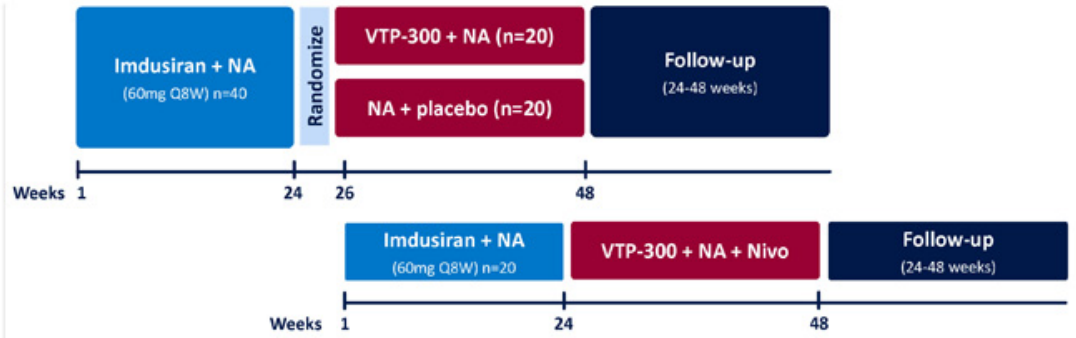 Imdusiran + NA
(60mg Q8W) n=40
Randomize
VTP-300 + NA (n=20)
NA + placebo (n=20)
Follow-up
(24-48 weeks)
Weeks 1 24 26 48
Imdusiran + NA
(60mg Q8W) n=20
VTP-300 + NA + Nivo
Follow-up
(24-48 weeks)
Weeks 1 24 48